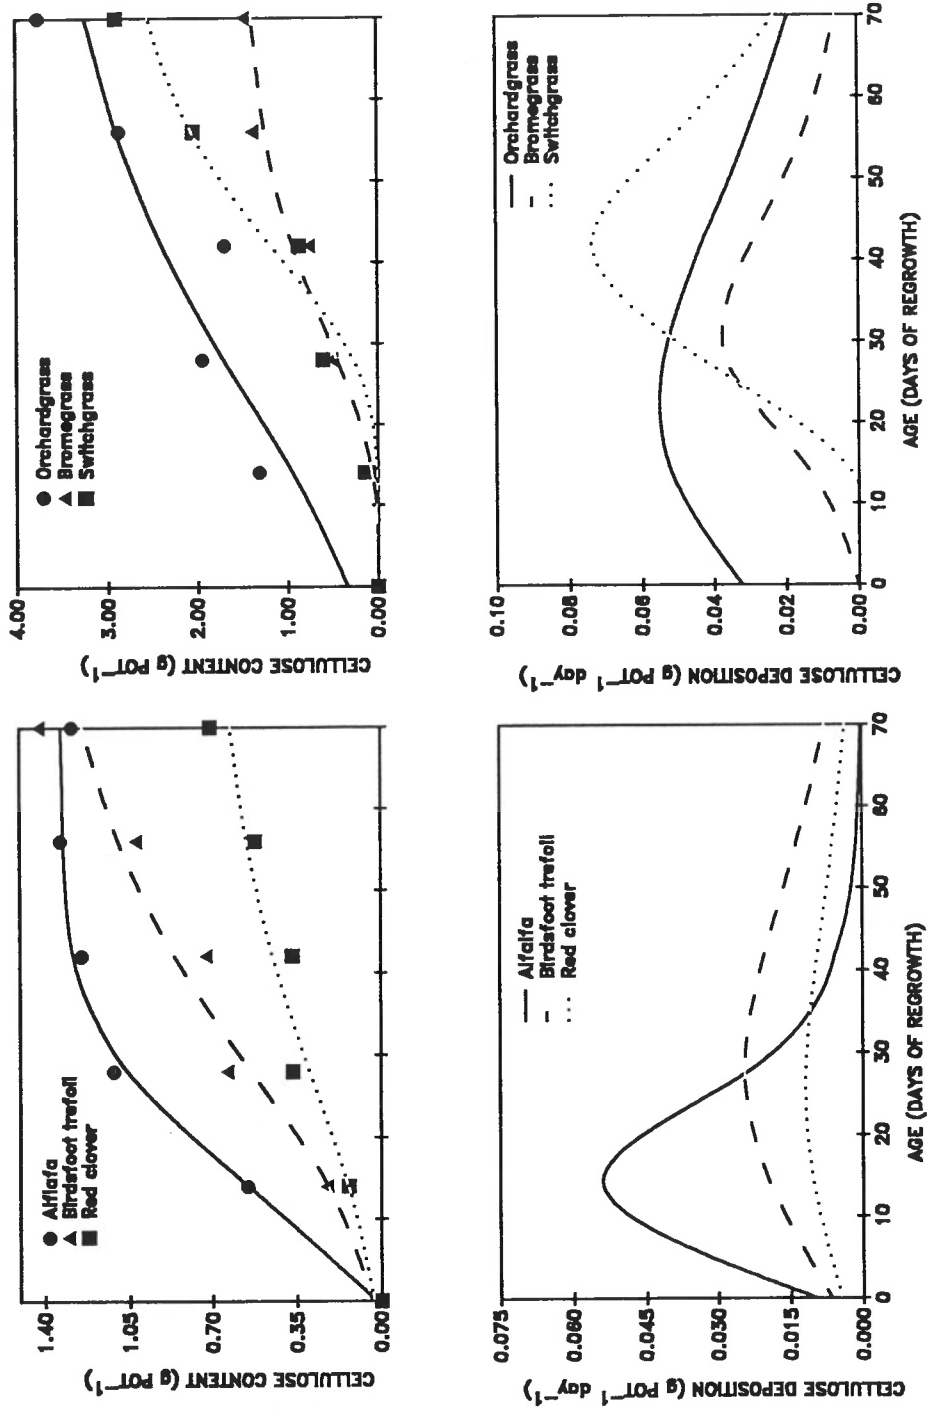 CELLULOSE CONTENT (g POT⁻¹)
1.40
1.05
0.70
0.35
0.00
Alflafa
Birdsfoot trefoil
Red clover
CELLULOSE CONTENT (g POT⁻¹)
4.00
3.00
2.00
1.00
0.00
Orchardgrass
Bromegrass
Switchgrass
CELLULOSE DEPOSITION (g POT⁻¹ day⁻¹)
0.075
0.060
0.045
0.030
0.015
0.000
Alfalfa
Birdsfoot trefoil
Red clover
0 10 20 30 40 50 60 70
AGE (DAYS OF REGROWTH)
CELLULOSE DEPOSITION (g POT⁻¹ day⁻¹)
0.10
0.08
0.06
0.04
0.02
0.00
Orchardgrass
Bromegrass
Switchgrass
0 10 20 30 40 50 60 70
AGE (DAYS OF REGROWTH)